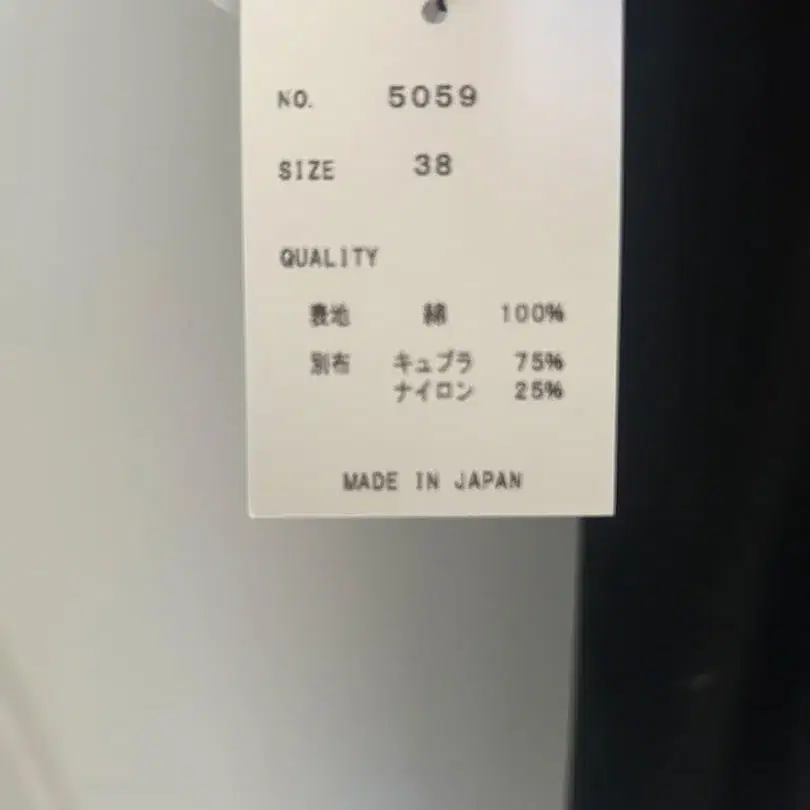 NO. 5059
SIZE 38
QUALITY
表地 綿 100%
別布 キュプラ 75%
ナイロン 25%
MADE IN JAPAN